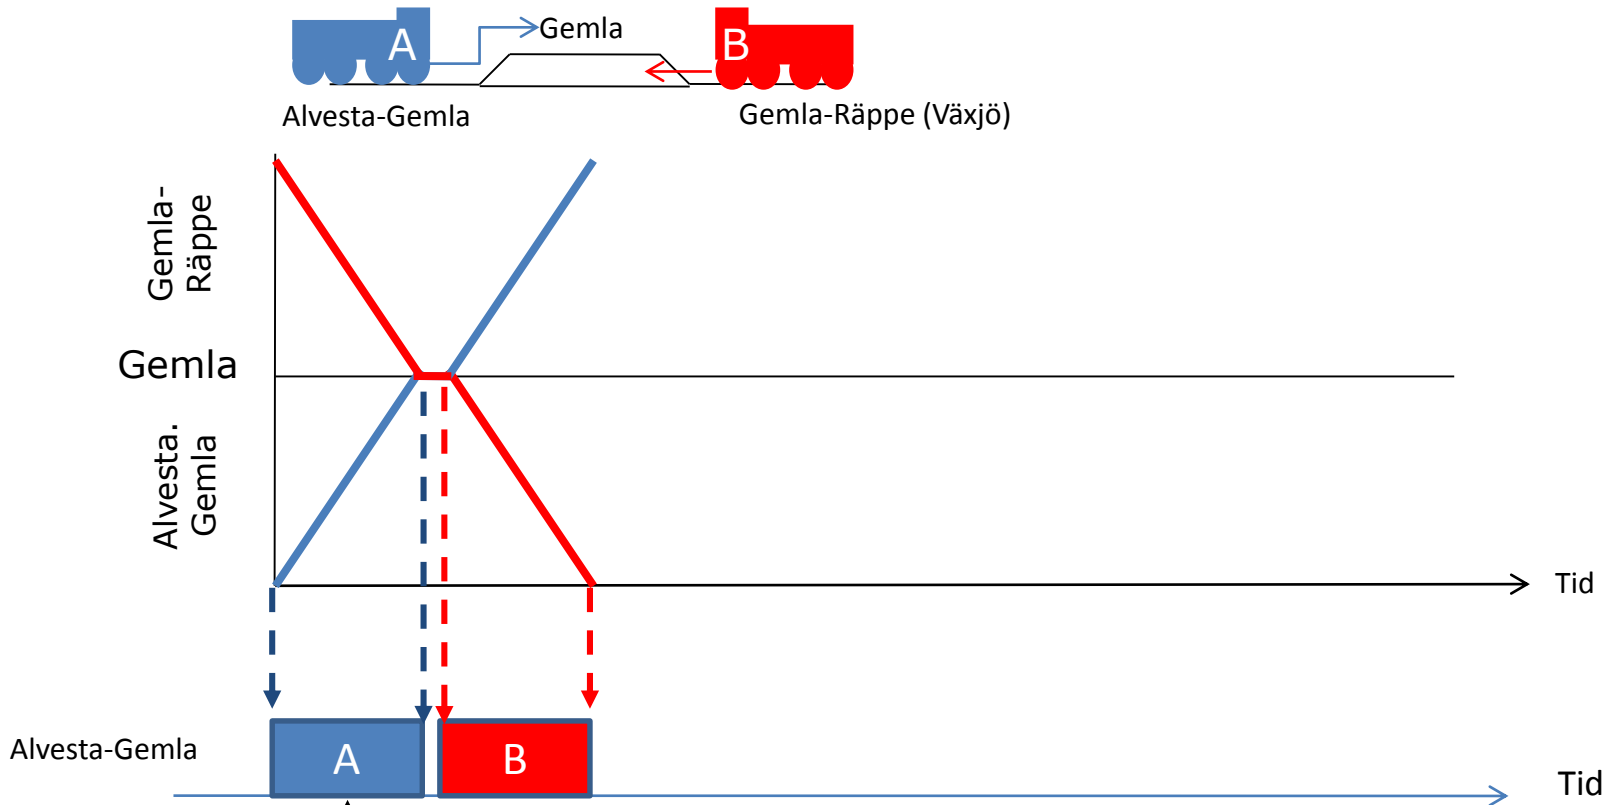 A
Gemla
B
Alvesta-Gemla
Gemla-Räppe (Växjö)
Gemla-
Räppe
Gemla
Alvesta.
Gemla
Tid
Alvesta-Gemla
A
B
Tid